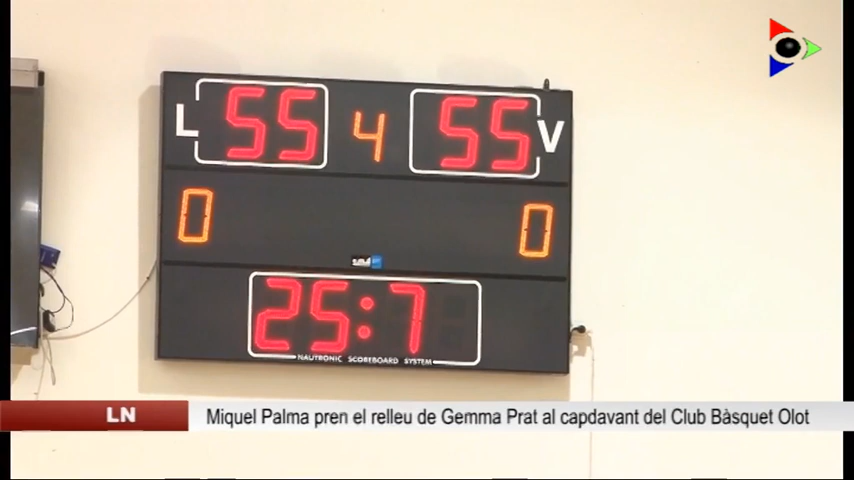 L 55 4 55 V
0 0
25:7
NAUTRONIC SCOREBOARD SYSTEM
LN Miquel Palma pren el relleu de Gemma Prat al capdavant del Club Bàsquet Olot